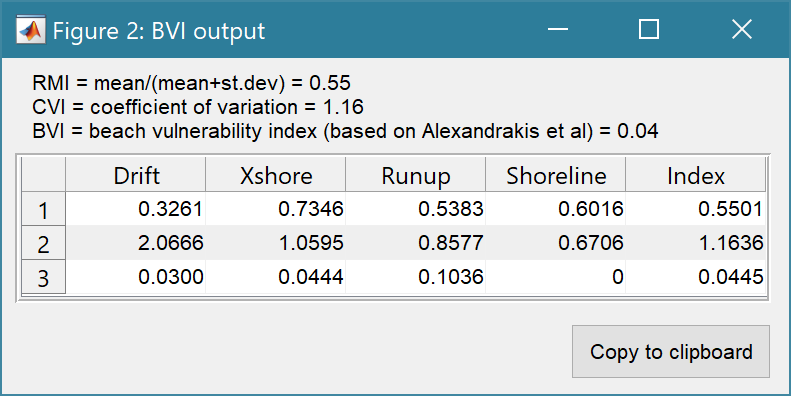 Figure 2: BVI output
RMI = mean/(mean+st.dev) = 0.55
CVI = coefficient of variation = 1.16
BVI = beach vulnerability index (based on Alexandrakis et al) = 0.04
Drift Xshore Runup Shoreline Index
1 0.3261 0.7346 0.5383 0.6016 0.5501
2 2.0666 1.0595 0.8577 0.6706 1.1636
3 0.0300 0.0444 0.1036 0 0.0445
Copy to clipboard